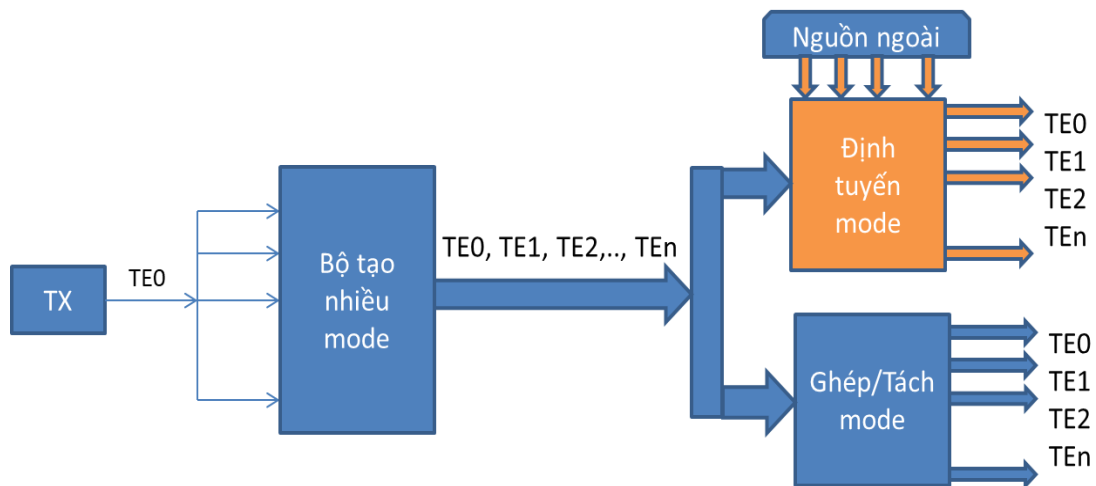 Nguồn ngoài
Định
tuyến
mode
TE0
TE1
TE2
TEn
TX
TE0
Bộ tạo
nhiều
mode
TE0, TE1, TE2,.., TEn
Ghép/Tách
mode
TE0
TE1
TE2
TEn